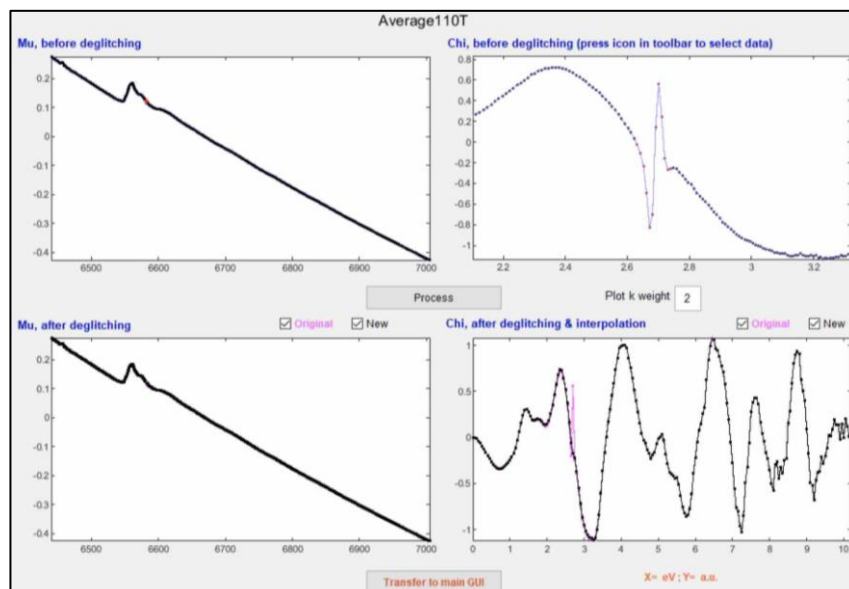 Average110T
Mu, before deglitching
0.2
0.1
0
-0.1
-0.2
-0.3
-0.4
6500 6600 6700 6800 6900 7000
Chi, before deglitching (press icon in toolbar to select data)
0.8
0.6
0.4
0.2
0
-0.2
-0.4
-0.6
-0.8
-1
2.2 2.4 2.6 2.8 3 3.2
Process
Plot k weight 2
Mu, after deglitching
Original New
0.2
0.1
0
-0.1
-0.2
-0.3
-0.4
6500 6600 6700 6800 6900 7000
Chi, after deglitching & interpolation
Original New
1
0.5
0
-0.5
-1
0 1 2 3 4 5 6 7 8 9 10
Transfer to main GUI
X= eV ; Y= a.u.